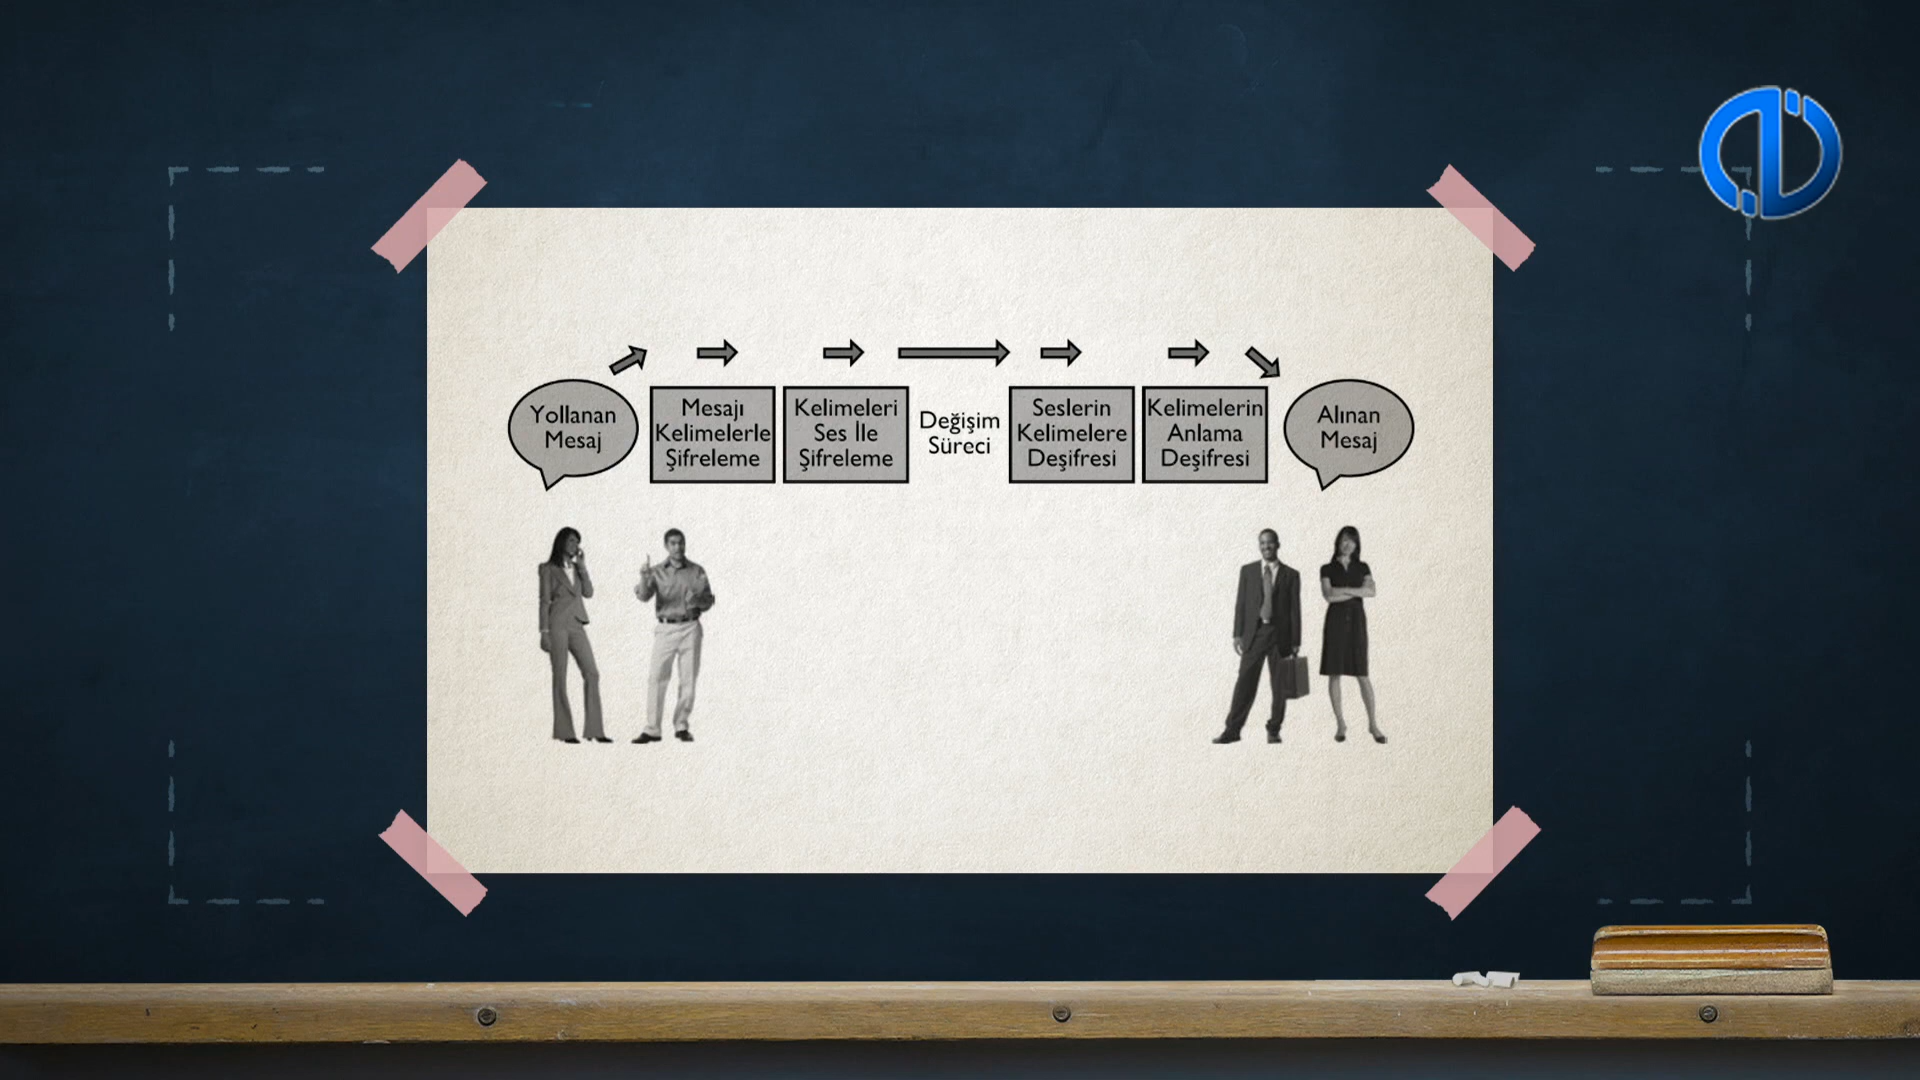 Yollanan
Mesaj
Mesajı
Kelimelerle
Şifreleme
Kelimeleri
Ses İle
Şifreleme
Değişim
Süreci
Seslerin
Kelimelere
Deşifresi
Kelimelerin
Anlama
Deşifresi
Alınan
Mesaj